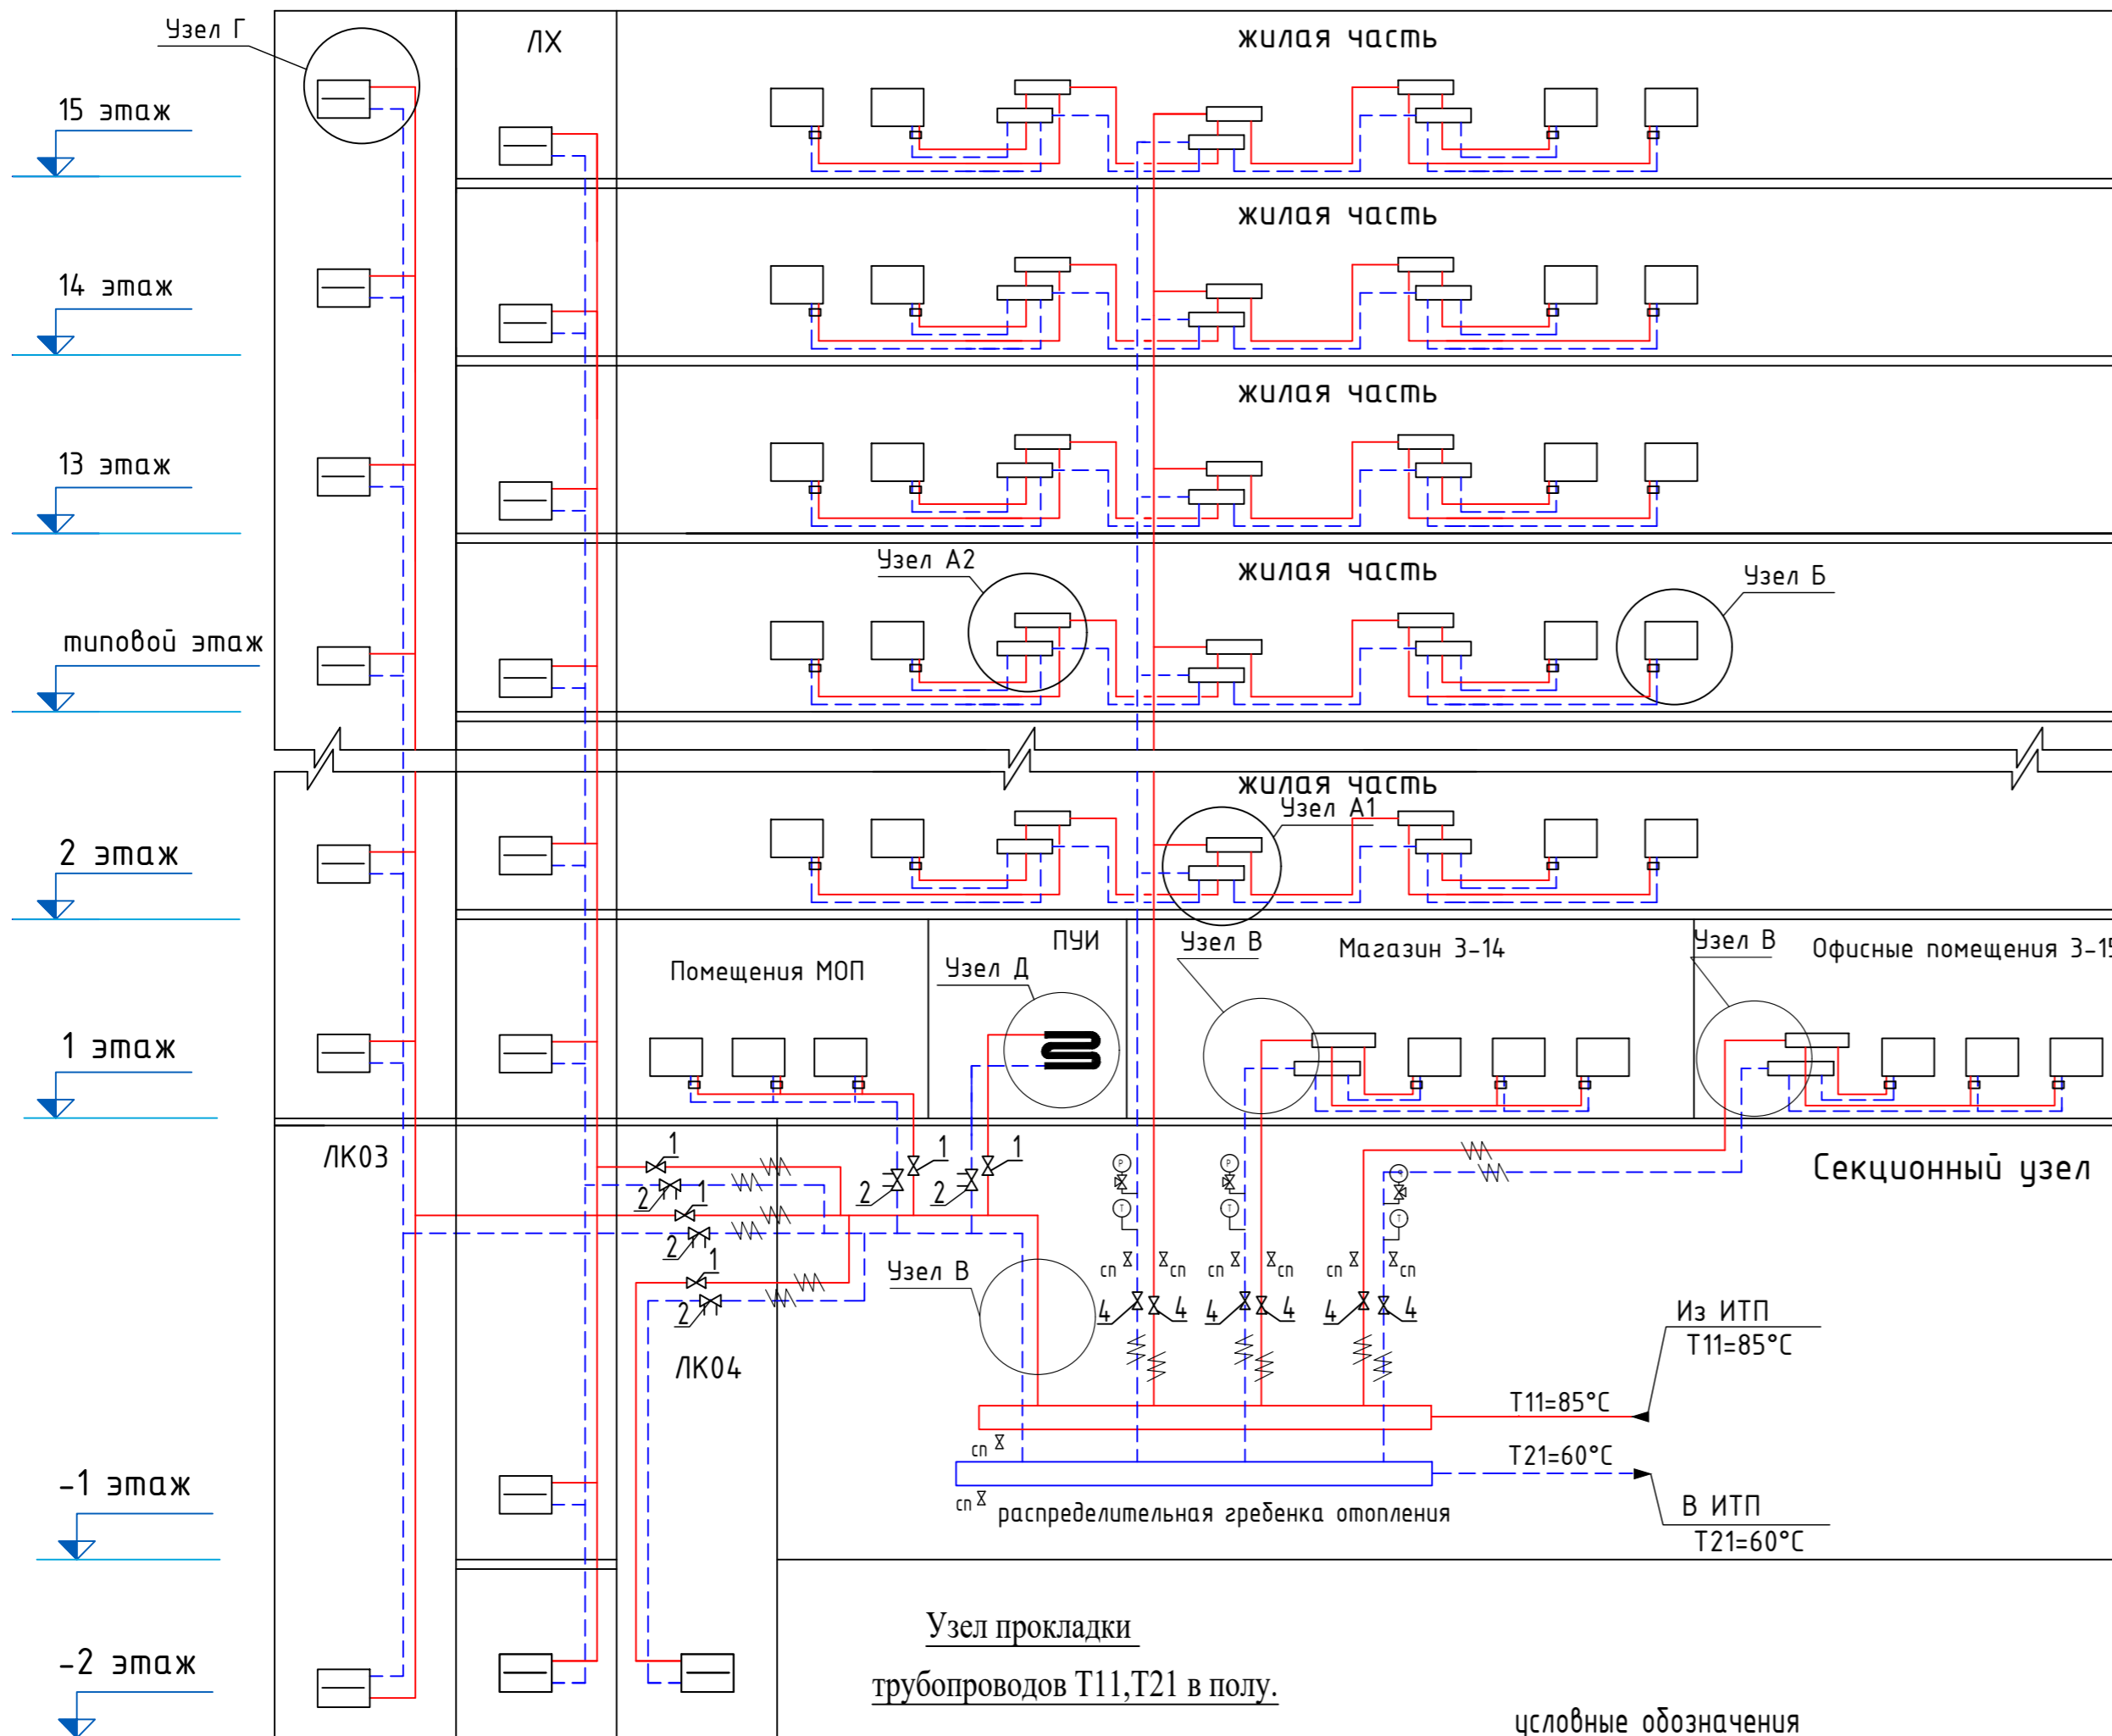 Узел Г
ЛХ
жилая часть
15 этаж
жилая часть
14 этаж
жилая часть
13 этаж
Узел А2
жилая часть
Узел Б
типовой этаж
жилая часть
Узел А1
2 этаж
ПУИ
Узел В
Магазин 3-14
Узел В
Офисные помещения 3-15
Помещения МОП
Узел Д
1 этаж
ЛК03
1
1
1
P
P
P
Секционный узел
2
2
2
1
T
T
T
2
1
Узел В
сп
сп
сп
сп
сп
сп
2
4
4
4
4
4
4
Из ИТП
Т11=85°С
ЛК04
Т11=85°С
сп
Т21=60°С
-1 этаж
сп
распределительная гребенка отопления
В ИТП
Т21=60°С
Узел прокладки
трубопроводов Т11,Т21 в полу.
-2 этаж
условные обозначения